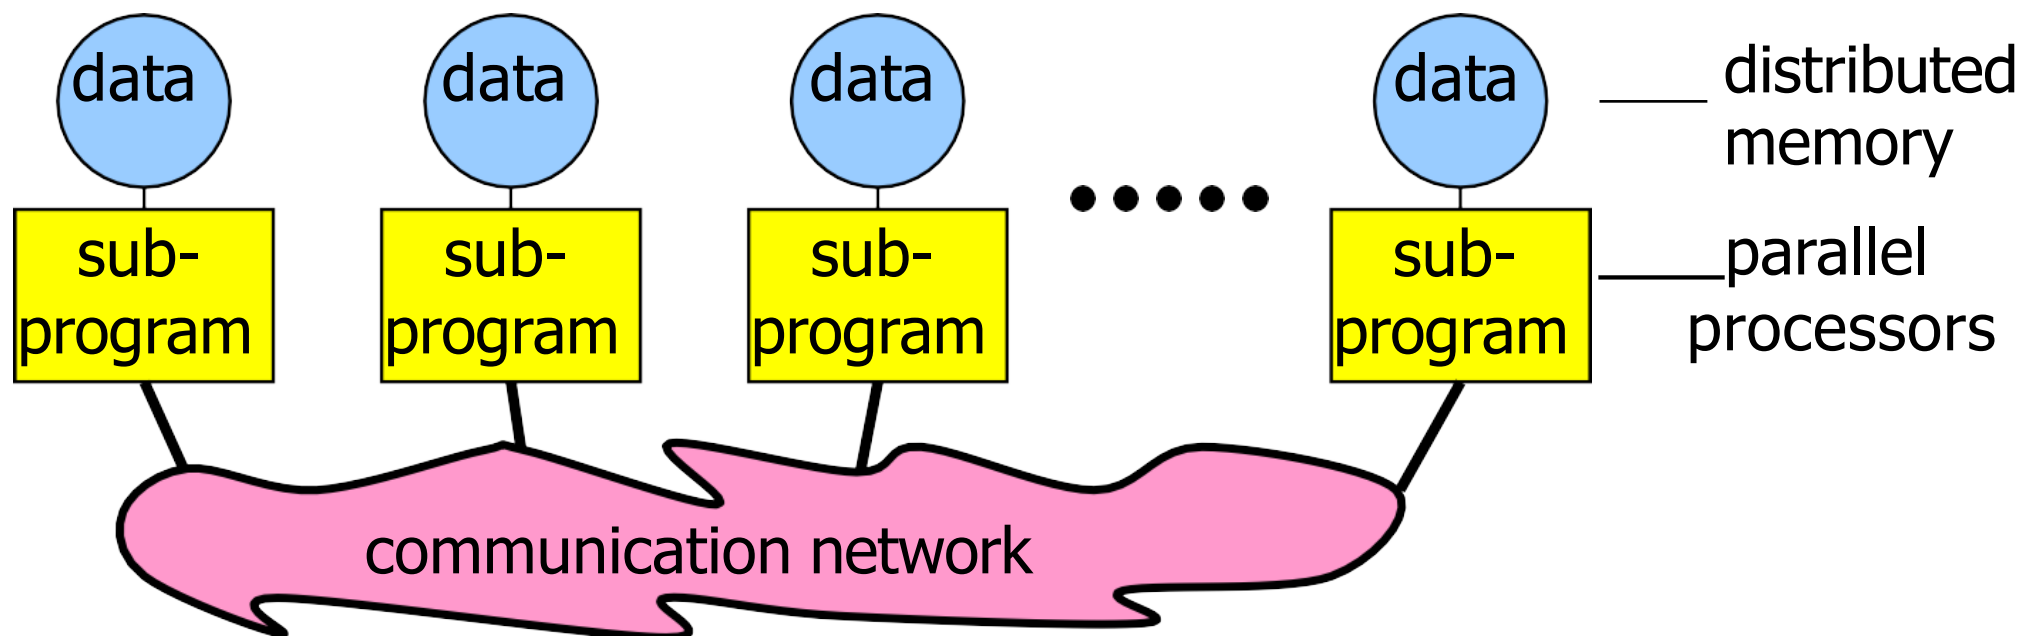 data
data
data
data
distributed
memory
sub-
program
sub-
program
sub-
program
sub-
program
parallel
processors
communication network